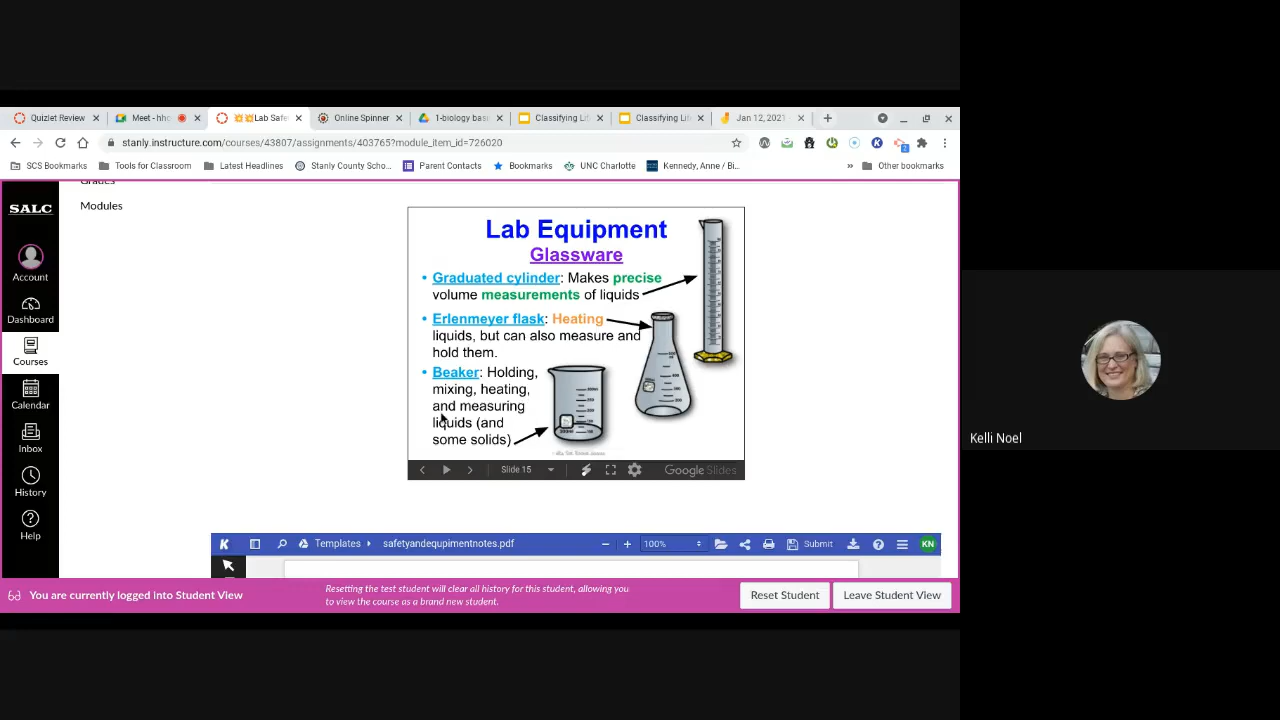 Quizlet Review
Meet - hhc
Lab Safe
Online Spinner
1-biology basi
Classifying Lif
Classifying Lif
Jan 12, 2021
stanly.instructure.com/courses/43807/assignments/403765?module_item_id=726020
SCS Bookmarks
Tools for Classroom
Latest Headlines
Stanly County Scho...
Parent Contacts
Bookmarks
UNC Charlotte
Kennedy, Anne / Bi...
»
Other bookmarks
Grades
Modules
SALC
Account
Dashboard
Courses
Calendar
Inbox
History
Help
Lab Equipment
Glassware
• Graduated cylinder: Makes precise
volume measurements of liquids
• Erlenmeyer flask: Heating
liquids, but can also measure and
hold them.
• Beaker: Holding,
mixing, heating,
and measuring
liquids (and
some solids)
Slide 15
Google Slides
K
Templates
safetyandequpimentnotes.pdf
100%
Submit
KN
You are currently logged into Student View
Resetting the test student will clear all history for this student, allowing you
to view the course as a brand new student.
Reset Student
Leave Student View
Kelli Noel